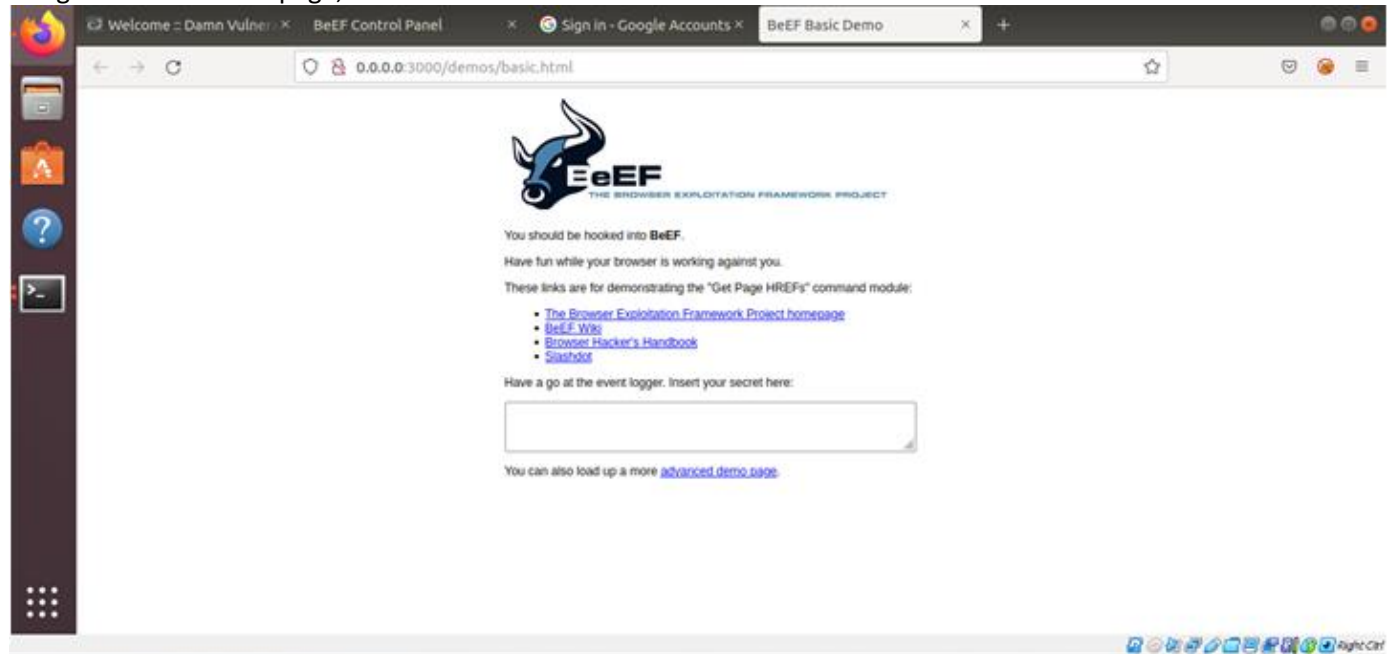 Welcome :: Damn Vulner
BeEF Control Panel
Sign in - Google Accounts
BeEF Basic Demo
0.0.0.0:3000/demos/basic.html
BeEF
THE BROWSER EXPLOITATION FRAMEWORK PROJECT
You should be hooked into BeEF.
Have fun while your browser is working against you.
These links are for demonstrating the "Get Page HREFs" command module:
The Browser Exploitation Framework Project homepage
BeEF Wiki
Browser Hacker's Handbook
Slashdot
Have a go at the event logger. Insert your secret here:
You can also load up a more advanced demo page.
Right Ctrl